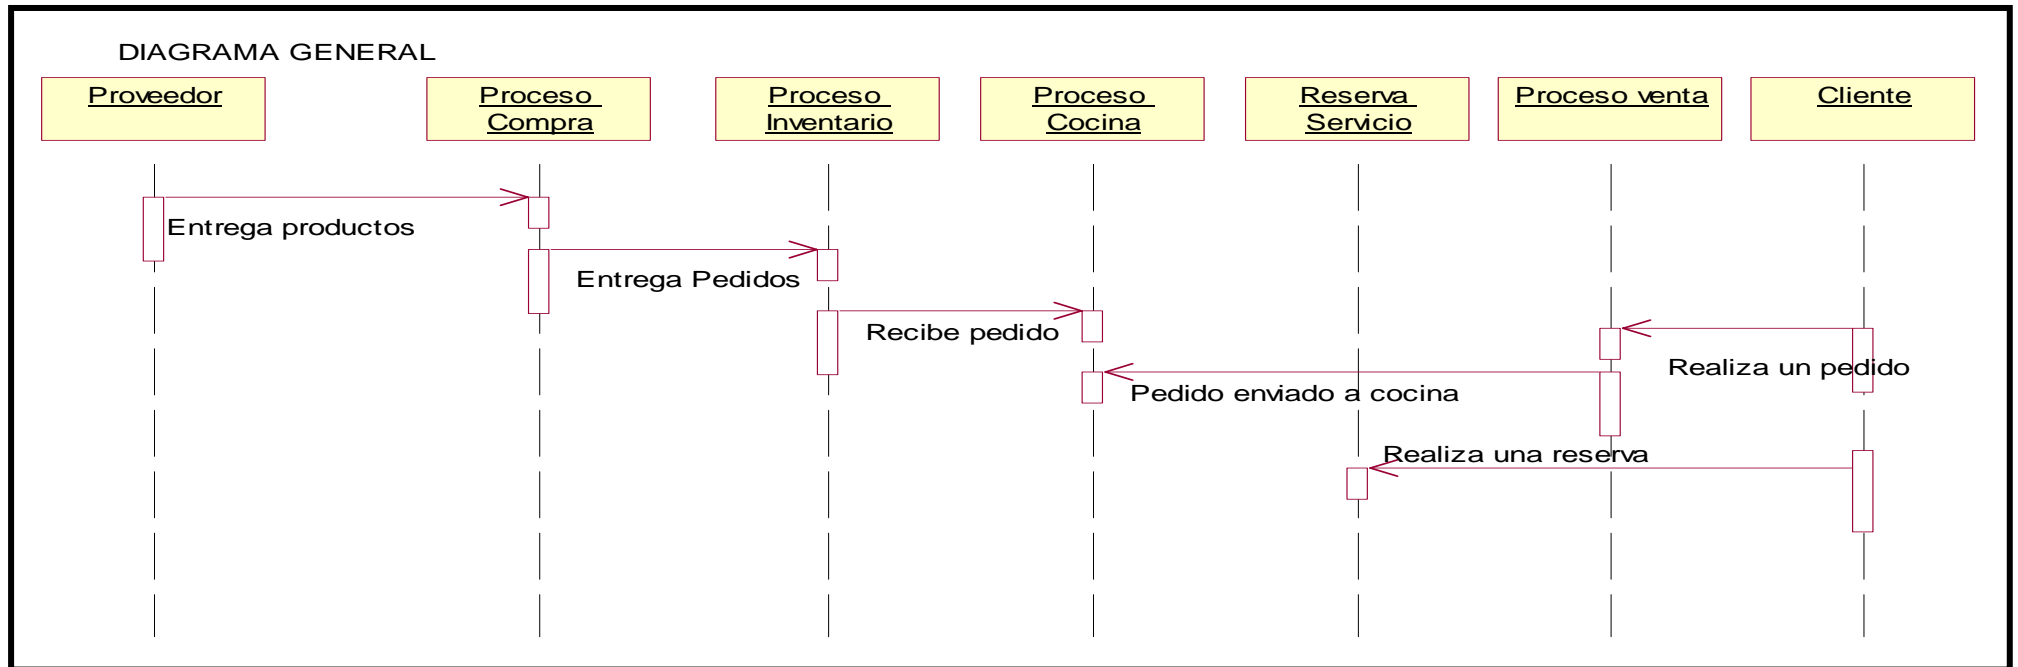 DIAGRAMA GENERAL
Proveedor
Proceso
Compra
Proceso
Inventario
Proceso
Cocina
Reserva
Servicio
Proceso venta
Cliente
Entrega productos
Entrega Pedidos
Recibe pedido
Realiza un pedido
Pedido enviado a cocina
Realiza una reserva